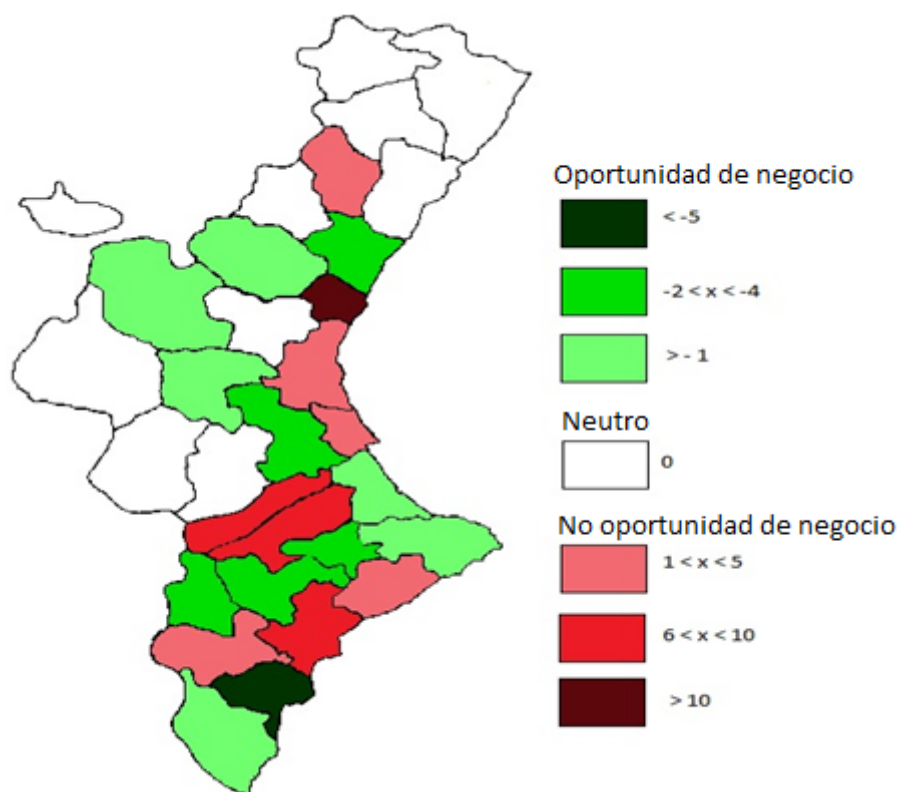 Oportunidad de negocio
< -5
-2 < x < -4
> - 1
Neutro
0
No oportunidad de negocio
1 < x < 5
6 < x < 10
> 10